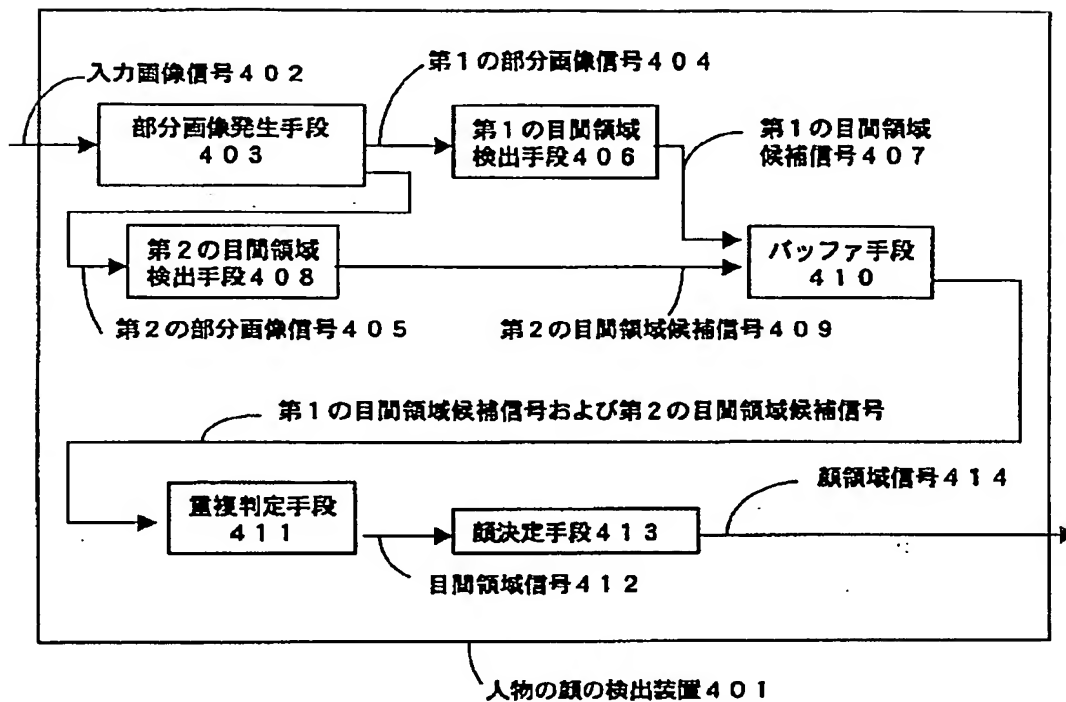 入力画像信号402
第1の部分画像信号404
部分画像発生手段
403
第1の目間領域
検出手段406
第1の目間領域
候補信号407
第2の目間領域
検出手段408
バッファ手段
410
第2の部分画像信号405
第2の目間領域候補信号409
第1の目間領域候補信号および第2の目間領域候補信号
重複判定手段
411
顔決定手段413
顔領域信号414
目間領域信号412
人物の顔の検出装置401